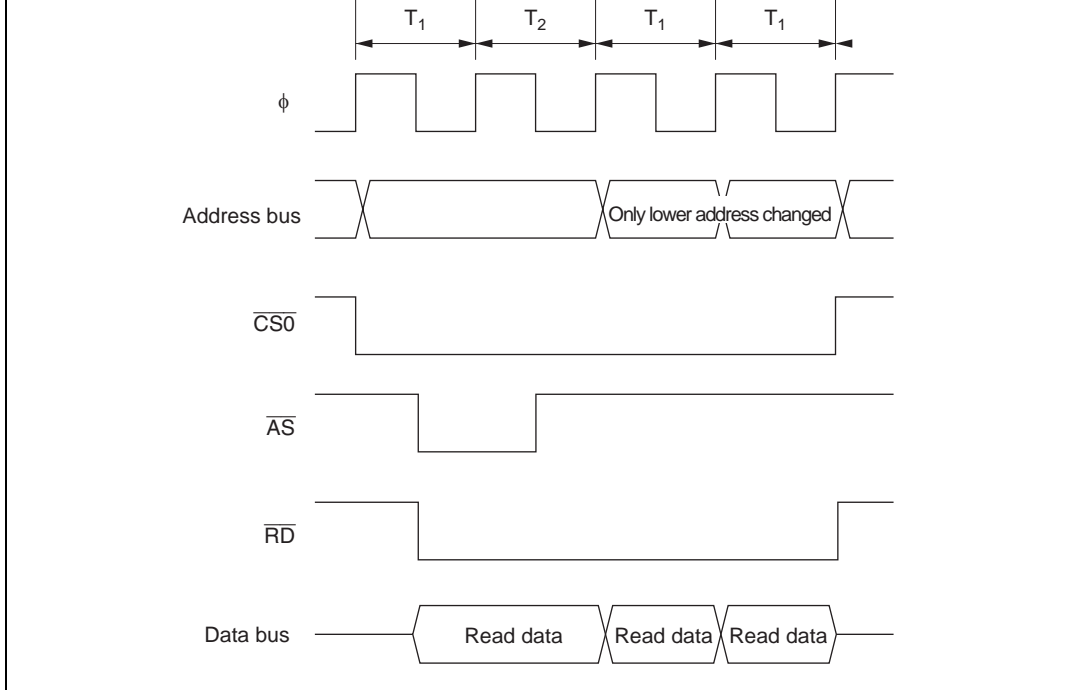 T1 T2 T1 T1
ϕ
Address bus Only lower address changed
CS0
AS
RD
Data bus Read data Read data Read data